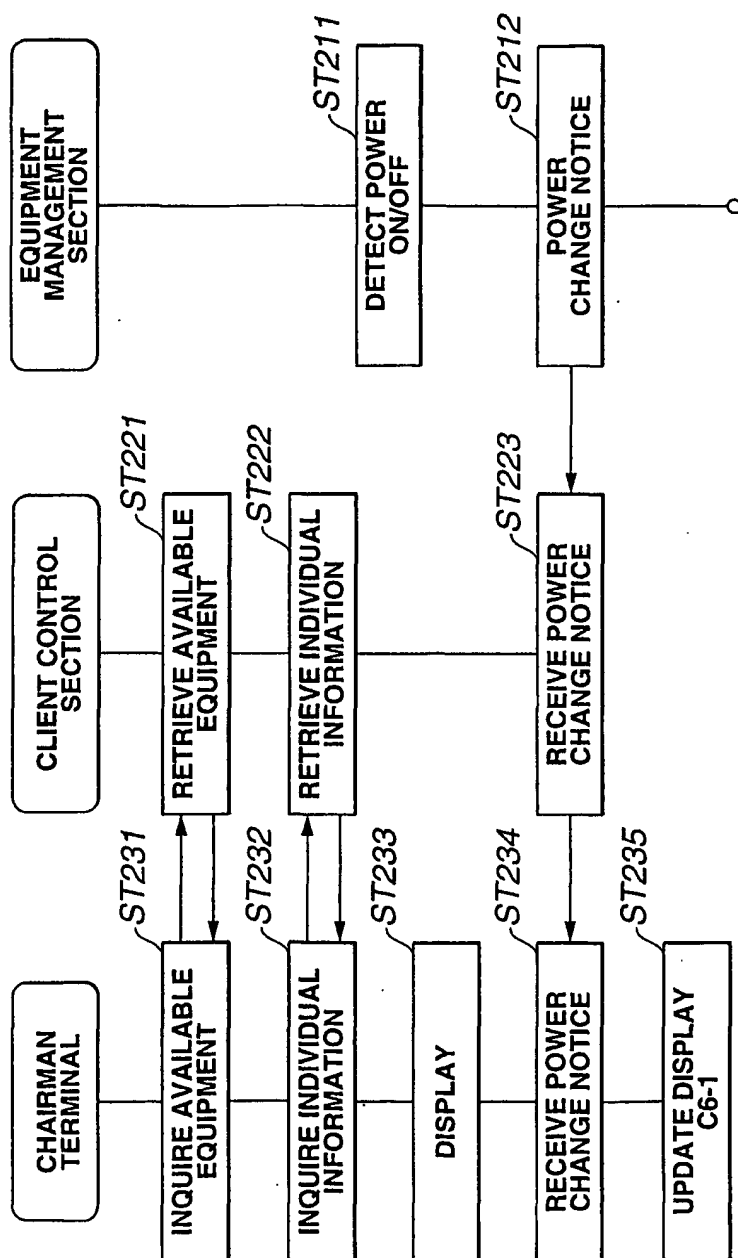 CHAIRMAN
TERMINAL
ST231
INQUIRE AVAILABLE
EQUIPMENT
ST232
INQUIRE INDIVIDUAL
INFORMATION
ST233
DISPLAY
ST234
RECEIVE POWER
CHANGE NOTICE
ST235
UPDATE DISPLAY
C6-1
CLIENT CONTROL
SECTION
ST221
RETRIEVE AVAILABLE
EQUIPMENT
ST222
RETRIEVE INDIVIDUAL
INFORMATION
ST223
RECEIVE POWER
CHANGE NOTICE
EQUIPMENT
MANAGEMENT
SECTION
ST211
DETECT POWER
ON/OFF
ST212
POWER
CHANGE NOTICE